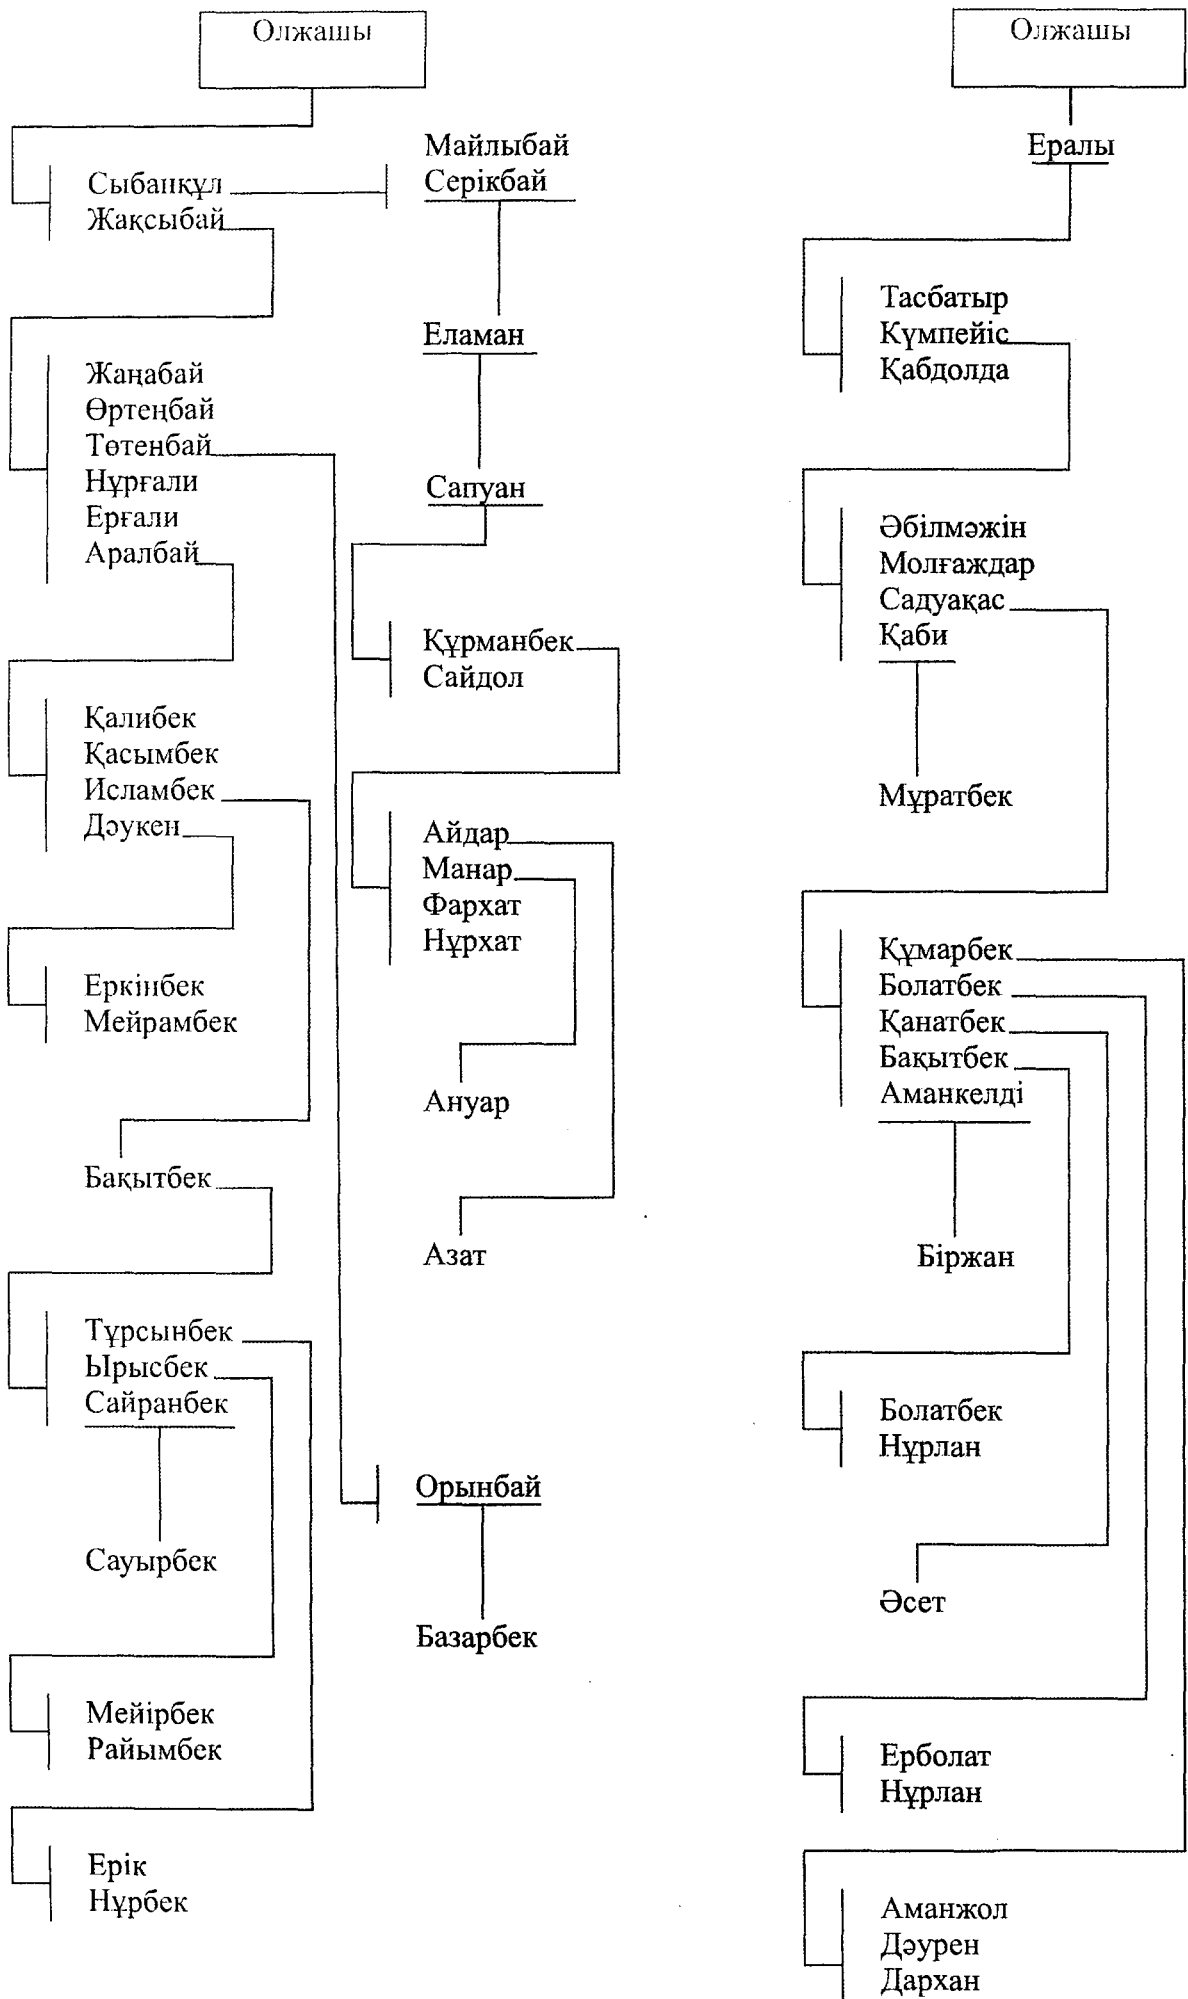 Олжашы
Сыбанқұл
Жақсыбай
Майлыбай
Серікбай
Жаңабай
Өртеңбай
Төтенбай
Нұрғали
Ерғали
Аралбай
Еламан
Сапуан
Құрманбек
Сайдол
Қалибек
Қасымбек
Исламбек
Дәукен
Айдар
Манар
Фархат
Нұрхат
Еркінбек
Мейрамбек
Ануар
Бақытбек
Азат
Тұрсынбек
Ырысбек
Сайранбек
Орынбай
Сауырбек
Базарбек
Мейірбек
Райымбек
Ерік
Нұрбек
Олжашы
Ералы
Тасбатыр
Күмпейіс
Қабдолда
Әбілмәжін
Молғаждар
Садуақас
Қаби
Мұратбек
Құмарбек
Болатбек
Қанатбек
Бақытбек
Аманкелді
Біржан
Болатбек
Нұрлан
Әсет
Ерболат
Нұрлан
Аманжол
Дәурен
Дархан